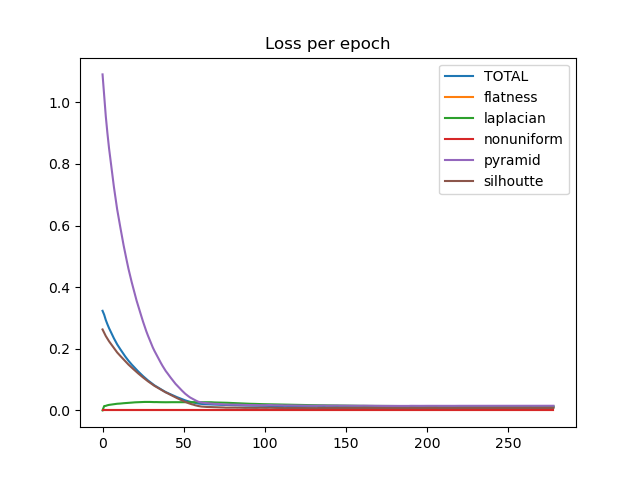 Loss per epoch
TOTAL
flatness
laplacian
nonuniform
pyramid
silhoutte
1.0
0.8
0.6
0.4
0.2
0.0
0 50 100 150 200 250